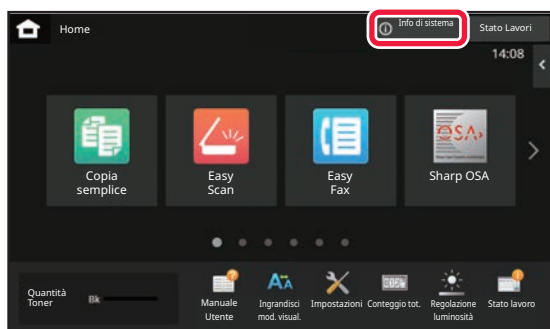 Home
Info di sistema
Stato Lavori
14:08
Copia
semplice
Easy
Scan
Easy
Fax
OSA
Sharp OSA
Quantità
Toner
Bk
Manuale
Utente
Ingrandisci
mod. visual.
Impostazioni
Conteggio tot.
Regolazione
luminosità
Stato lavoro